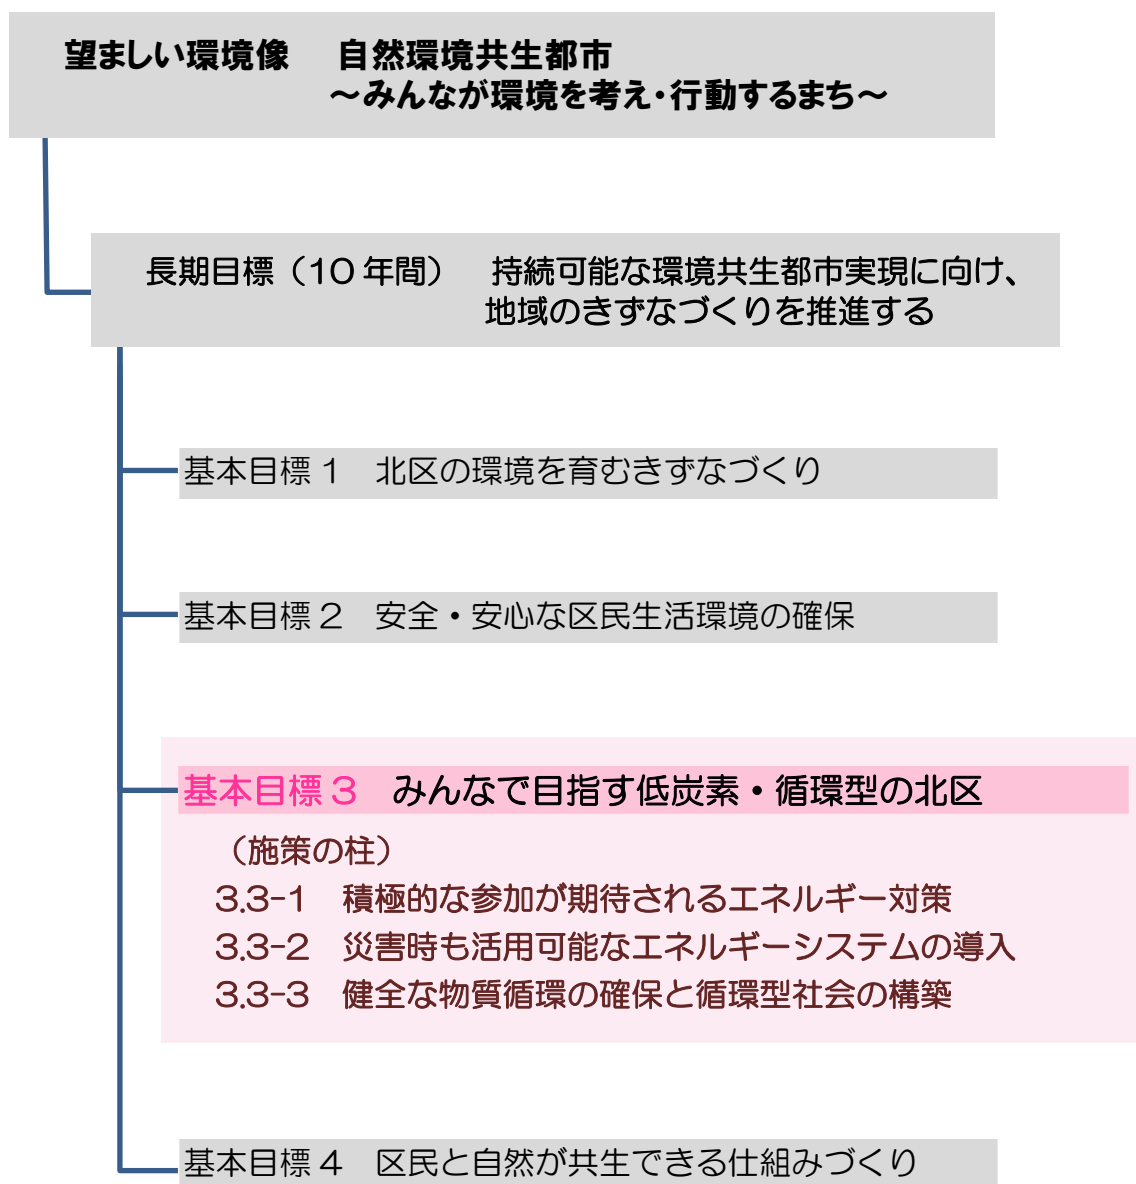 望ましい環境像　自然環境共生都市
～みんなが環境を考え・行動するまち～
長期目標（10年間）　持続可能な環境共生都市実現に向け、
地域のきずなづくりを推進する
基本目標1　北区の環境を育むきずなづくり
基本目標2　安全・安心な区民生活環境の確保
基本目標3　みんなで目指す低炭素・循環型の北区
（施策の柱）
3.3-1　積極的な参加が期待されるエネルギー対策
3.3-2　災害時も活用可能なエネルギーシステムの導入
3.3-3　健全な物質循環の確保と循環型社会の構築
基本目標4　区民と自然が共生できる仕組みづくり